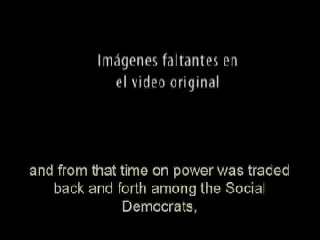 Imágenes faltantes en
el video original
and from that time on power was traded
back and forth among the Social
Democrats,